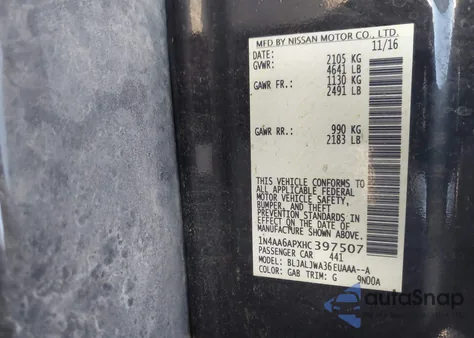 MFD BY NISSAN MOTOR CO., LTD.
DATE: 11/16
GVWR: 2105 KG
4641 LB
GAWR FR.: 1130 KG
2491 LB
GAWR RR.: 990 KG
2183 LB
THIS VEHICLE CONFORMS TO
ALL APPLICABLE FEDERAL
MOTOR VEHICLE SAFETY,
BUMPER, AND THEFT
PREVENTION STANDARDS
IN EFFECT ON THE DATE OF
MANUFACTURE SHOWN ABOVE.
1N4AA6APXHC397507
PASSENGER CAR 441
MODEL: BLJALJWA36EUAAA--A
COLOR: GAB TRIM: G 9N00A
autoSnap